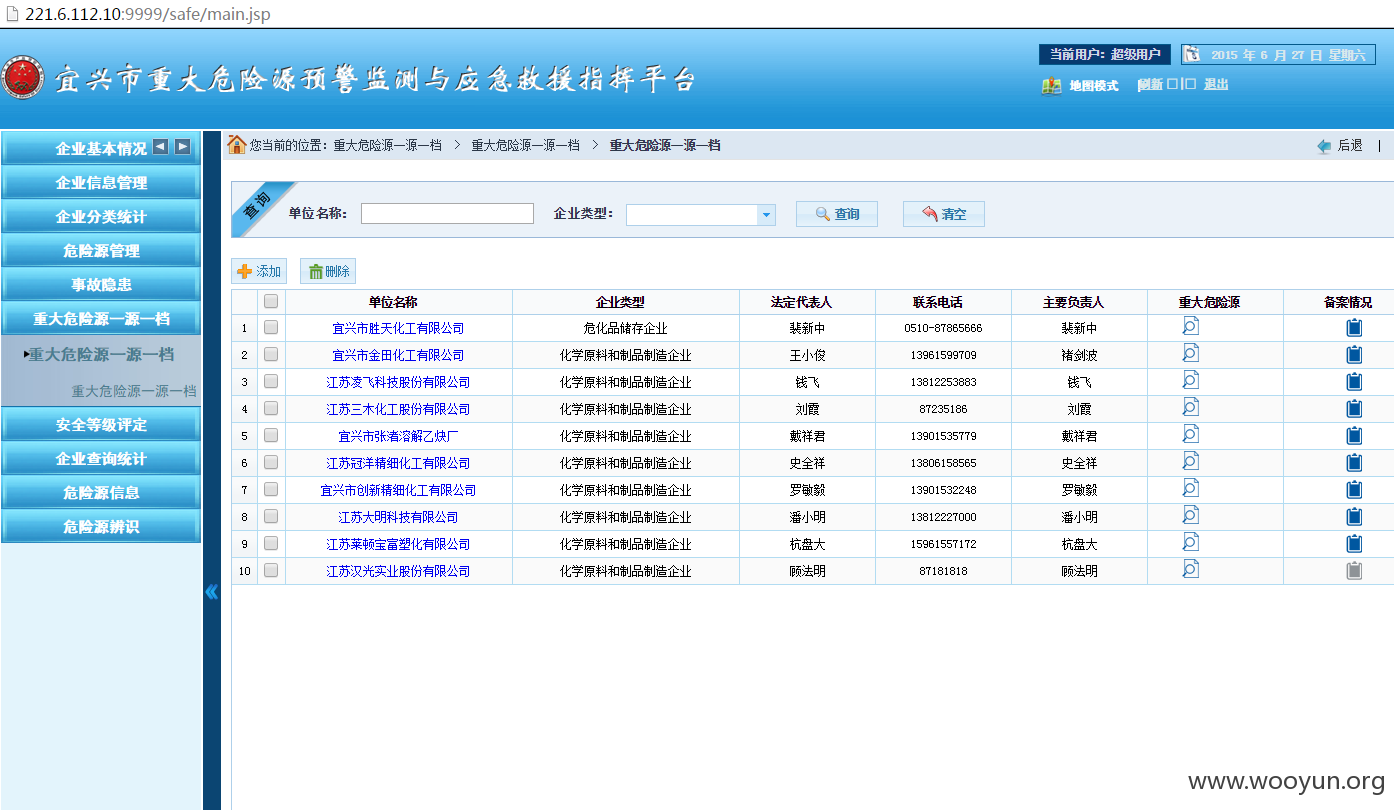 221.6.112.10:9999/safe/main.jsp
宜兴市重大危险源预警监测与应急救援指挥平台
当前用户：超级用户
2015 年 6 月 27 日 星期六
地图模式 刷新 退出
企业基本情况
企业信息管理
企业分类统计
危险源管理
事故隐患
重大危险源一源一档
重大危险源一源一档
重大危险源一源一档
安全等级评定
企业查询统计
危险源信息
危险源辨识
您当前的位置：重大危险源一源一档 > 重大危险源一源一档 > 重大危险源一源一档 后退 |
查询 单位名称： 企业类型： 查询 清空
添加 删除
单位名称 企业类型 法定代表人 联系电话 主要负责人 重大危险源 备案情况
1 宜兴市胜天化工有限公司 危化品储存企业 裴新中 0510-87865666 裴新中
2 宜兴市金田化工有限公司 化学原料和制品制造企业 王小俊 13961599709 褚剑波
3 江苏凌飞科技股份有限公司 化学原料和制品制造企业 钱飞 13812253883 钱飞
4 江苏三木化工股份有限公司 化学原料和制品制造企业 刘霞 87235186 刘霞
5 宜兴市张渚溶解乙炔厂 化学原料和制品制造企业 戴祥君 13901535779 戴祥君
6 江苏冠洋精细化工有限公司 化学原料和制品制造企业 史全祥 13806158565 史全祥
7 宜兴市创新精细化工有限公司 化学原料和制品制造企业 罗敏毅 13901532248 罗敏毅
8 江苏大明科技有限公司 化学原料和制品制造企业 潘小明 13812227000 潘小明
9 江苏莱顿宝富塑化有限公司 化学原料和制品制造企业 杭盘大 15961557172 杭盘大
10 江苏汉光实业股份有限公司 化学原料和制品制造企业 顾法明 87181818 顾法明
www.wooyun.org